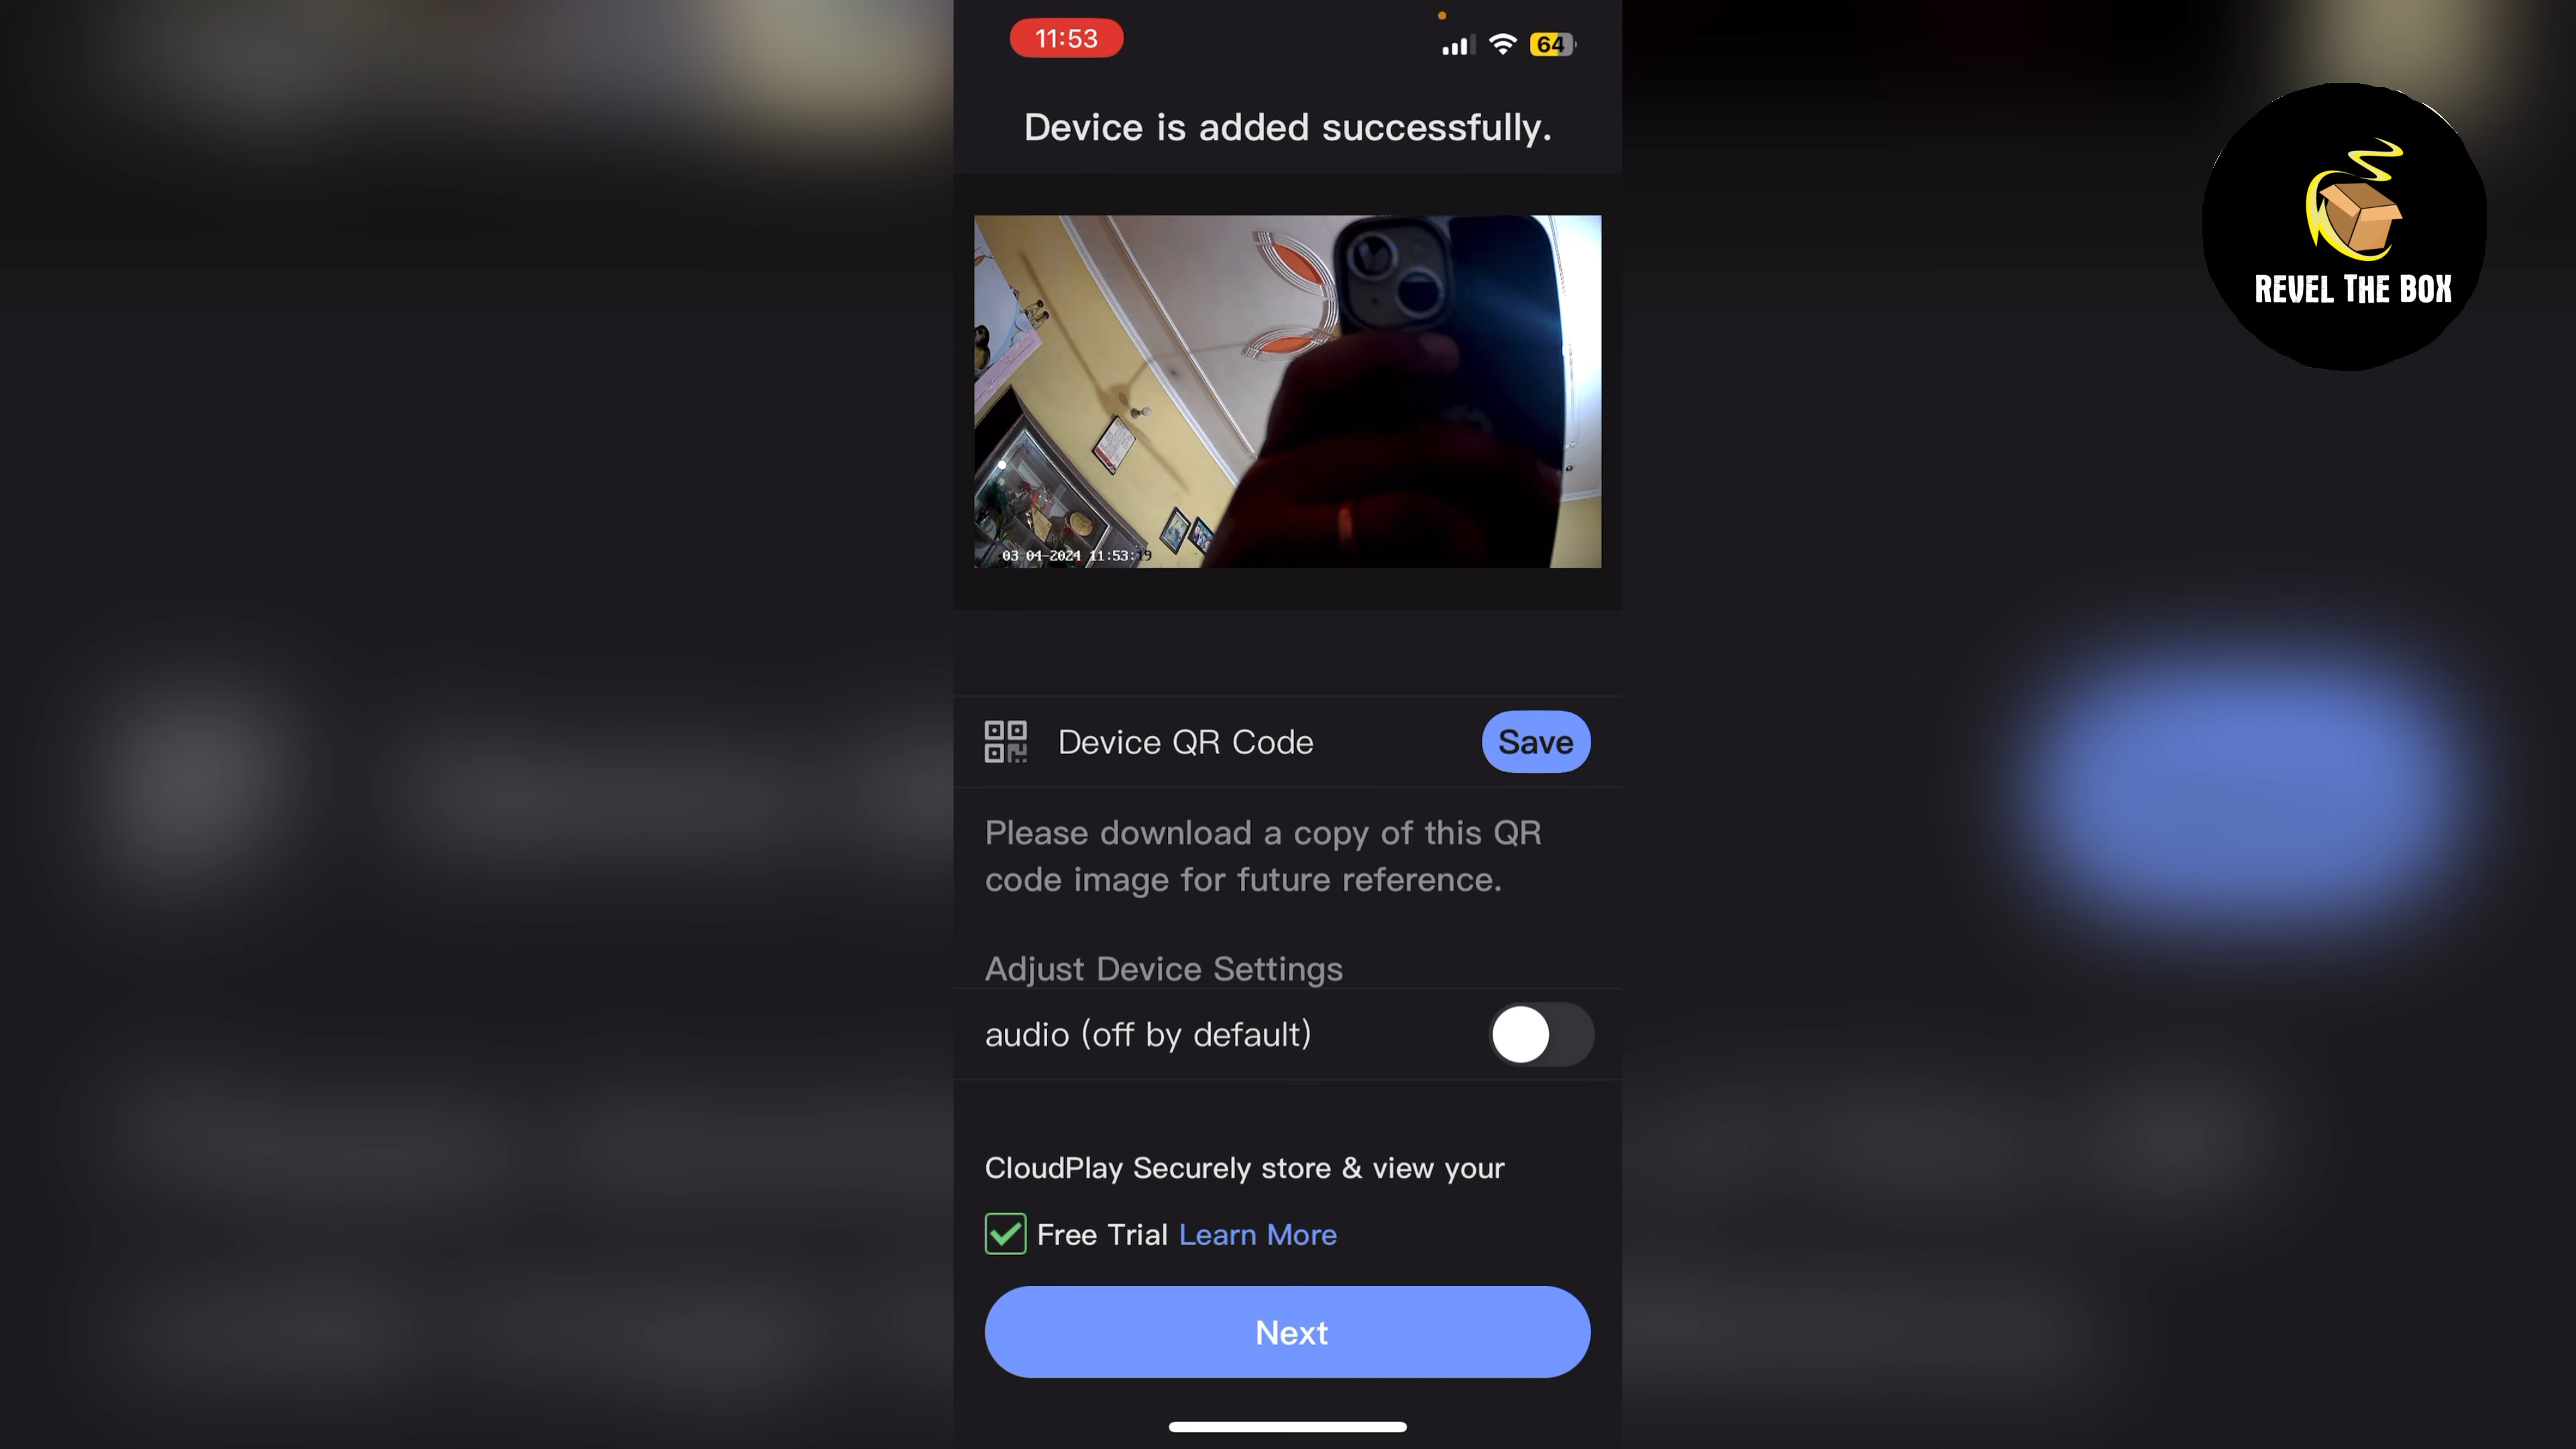 11:53
64
Device is added successfully.
REVEL THE BOX
03 04-2024 11:53:19
Device QR Code
Save
Please download a copy of this QR
code image for future reference.
Adjust Device Settings
audio (off by default)
CloudPlay Securely store & view your
Free Trial Learn More
Next